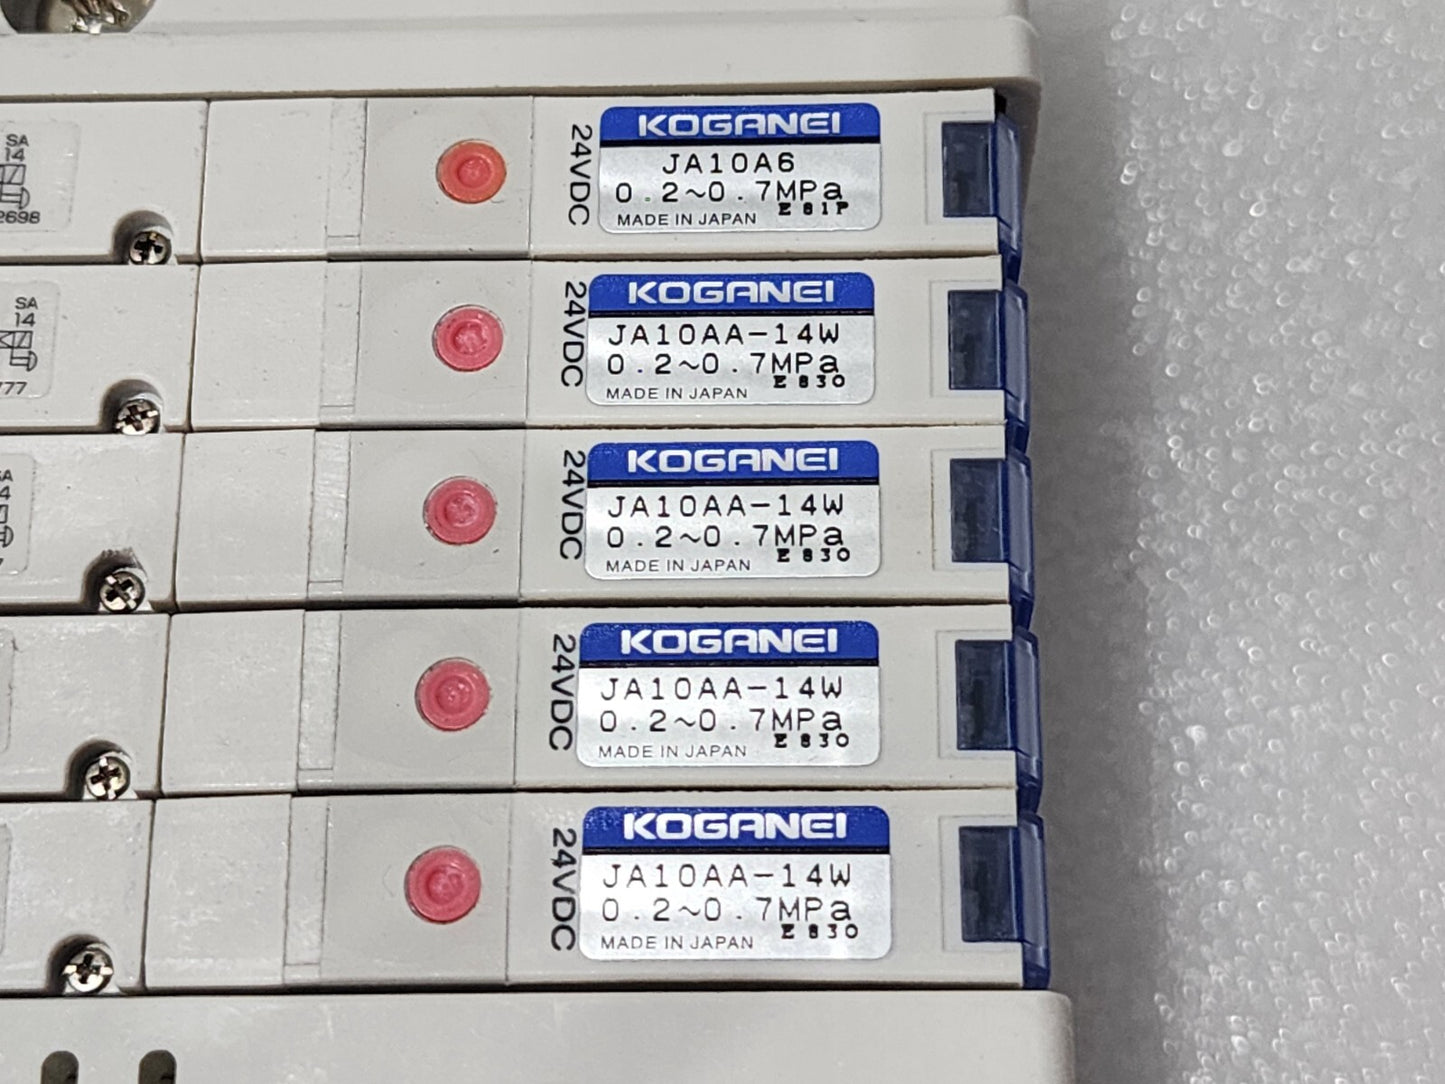 SA
14
2698
24VDC
KOGANEI
JA10A6
0.2~0.7MPa
E81P
MADE IN JAPAN
SA
14
777
24VDC
KOGANEI
JA10AA-14W
0.2~0.7MPa
E830
MADE IN JAPAN
24VDC
KOGANEI
JA10AA-14W
0.2~0.7MPa
E830
MADE IN JAPAN
24VDC
KOGANEI
JA10AA-14W
0.2~0.7MPa
E830
MADE IN JAPAN
24VDC
KOGANEI
JA10AA-14W
0.2~0.7MPa
E830
MADE IN JAPAN